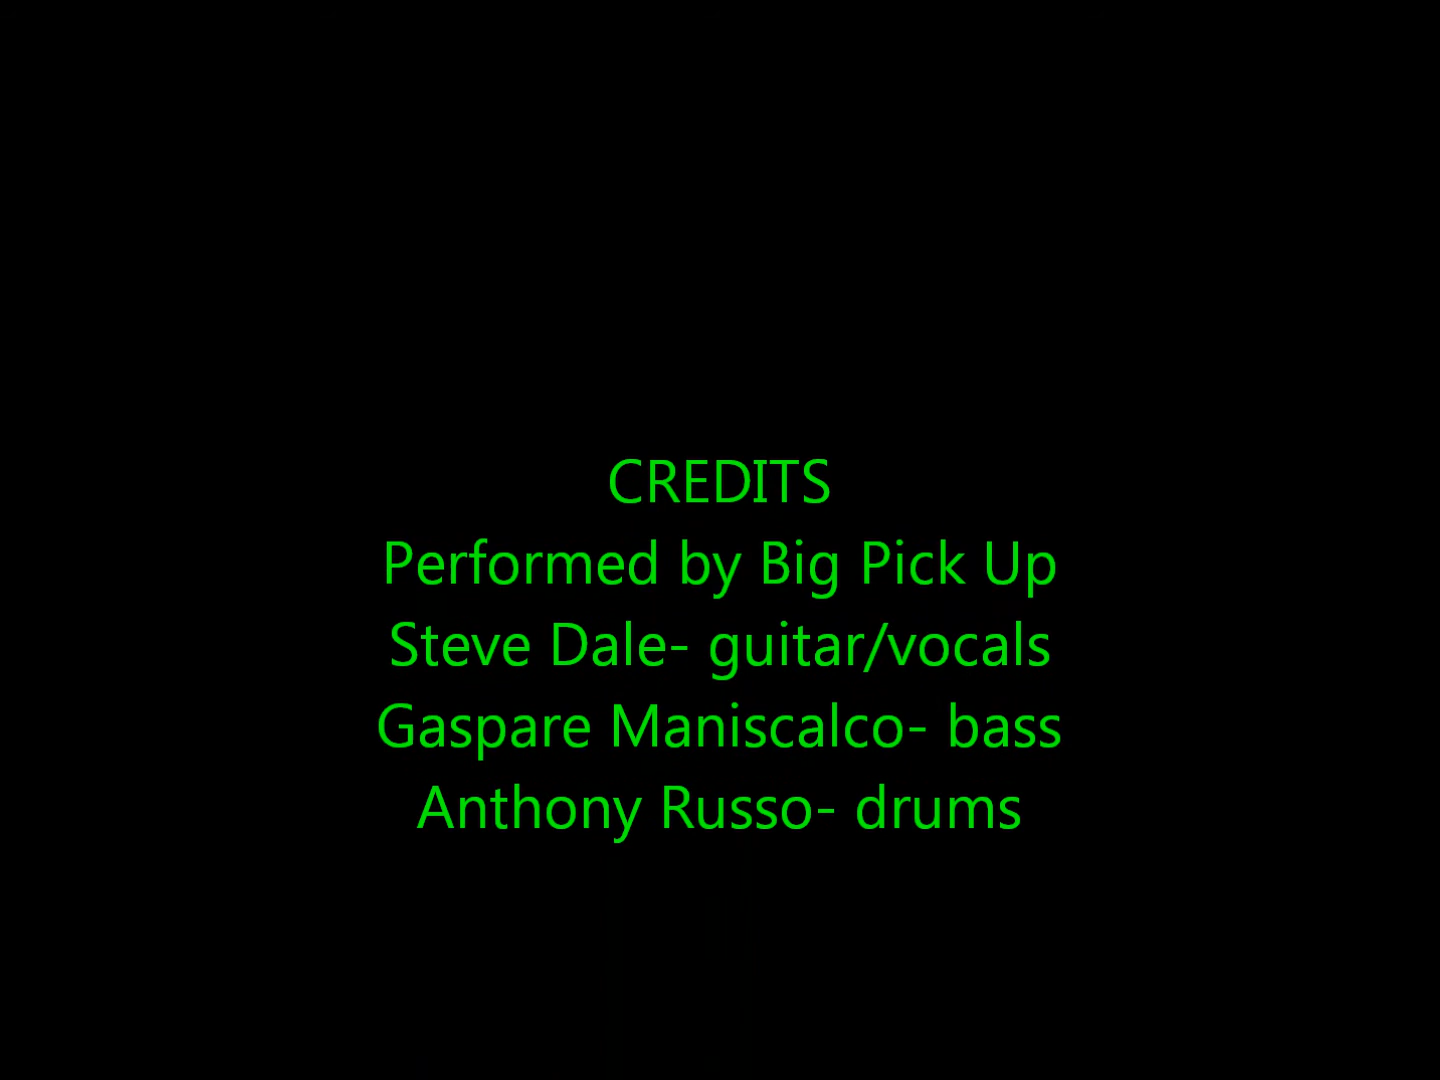 CREDITS
Performed by Big Pick Up
Steve Dale- guitar/vocals
Gaspare Maniscalco- bass
Anthony Russo- drums